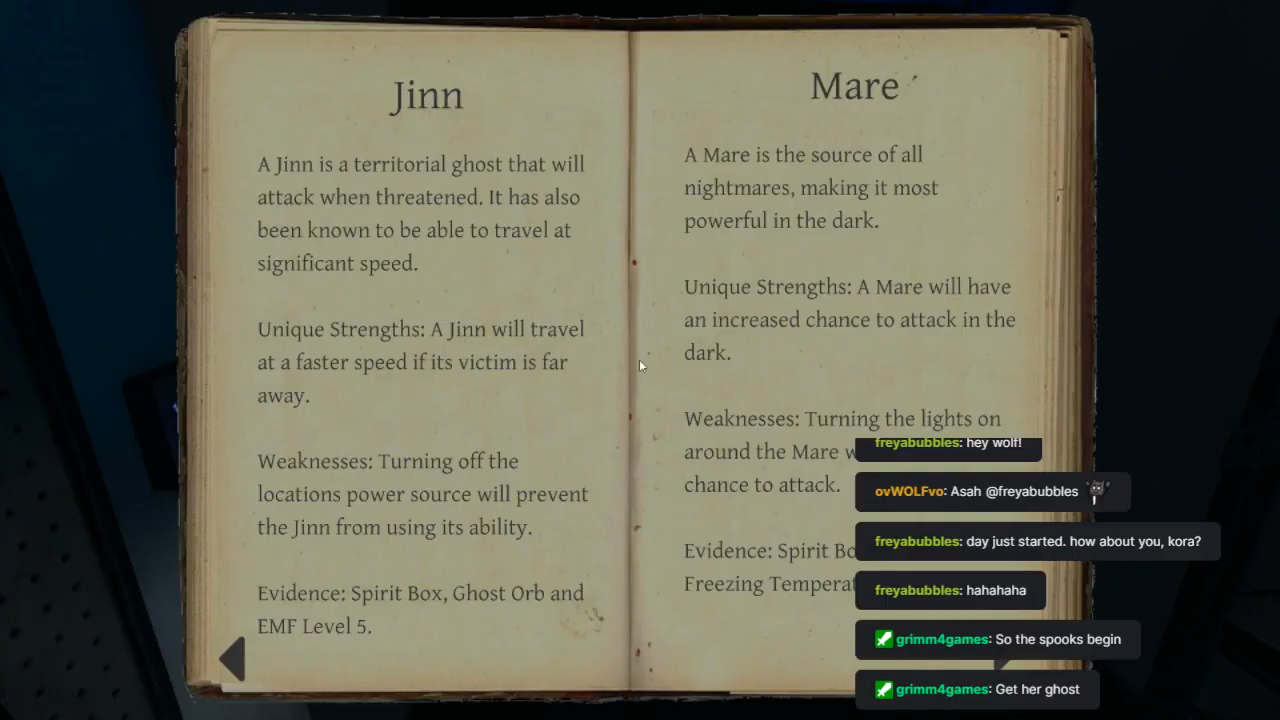 Jinn
A Jinn is a territorial ghost that will
attack when threatened. It has also
been known to be able to travel at
significant speed.
Unique Strengths: A Jinn will travel
at a faster speed if its victim is far
away.
Weaknesses: Turning off the
locations power source will prevent
the Jinn from using its ability.
Evidence: Spirit Box, Ghost Orb and
EMF Level 5.
Mare
A Mare is the source of all
nightmares, making it most
powerful in the dark.
Unique Strengths: A Mare will have
an increased chance to attack in the
dark.
Weaknesses: Turning the lights on
around the Mare
chance to attack.
Evidence: Spirit
Freezing
freyabubbles: hey wolf!
ovWOLFvo: Asah @freyabubbles
freyabubbles: day just started. how about you, kora?
freyabubbles: hahahaha
grimm4games: So the spooks begin
grimm4games: Get her ghost